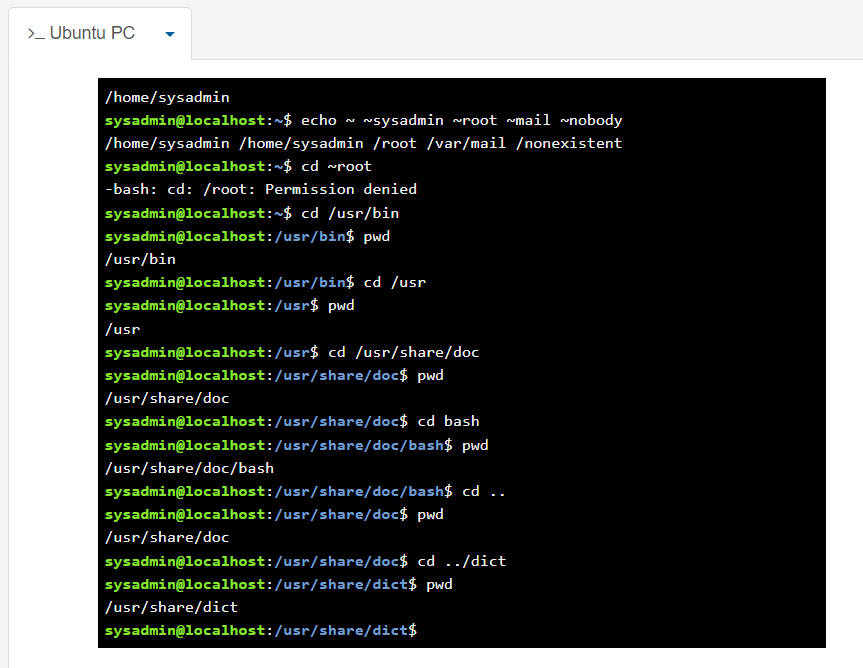 >_ Ubuntu PC
/home/sysadmin
sysadmin@localhost:~$ echo ~ ~sysadmin ~root ~mail ~nobody
/home/sysadmin /home/sysadmin /root /var/mail /nonexistent
sysadmin@localhost:~$ cd ~root
-bash: cd: /root: Permission denied
sysadmin@localhost:~$ cd /usr/bin
sysadmin@localhost:/usr/bin$ pwd
/usr/bin
sysadmin@localhost:/usr/bin$ cd /usr
sysadmin@localhost:/usr$ pwd
/usr
sysadmin@localhost:/usr$ cd /usr/share/doc
sysadmin@localhost:/usr/share/doc$ pwd
/usr/share/doc
sysadmin@localhost:/usr/share/doc$ cd bash
sysadmin@localhost:/usr/share/doc/bash$ pwd
/usr/share/doc/bash
sysadmin@localhost:/usr/share/doc/bash$ cd ..
sysadmin@localhost:/usr/share/doc$ pwd
/usr/share/doc
sysadmin@localhost:/usr/share/doc$ cd ../dict
sysadmin@localhost:/usr/share/dict$ pwd
/usr/share/dict
sysadmin@localhost:/usr/share/dict$